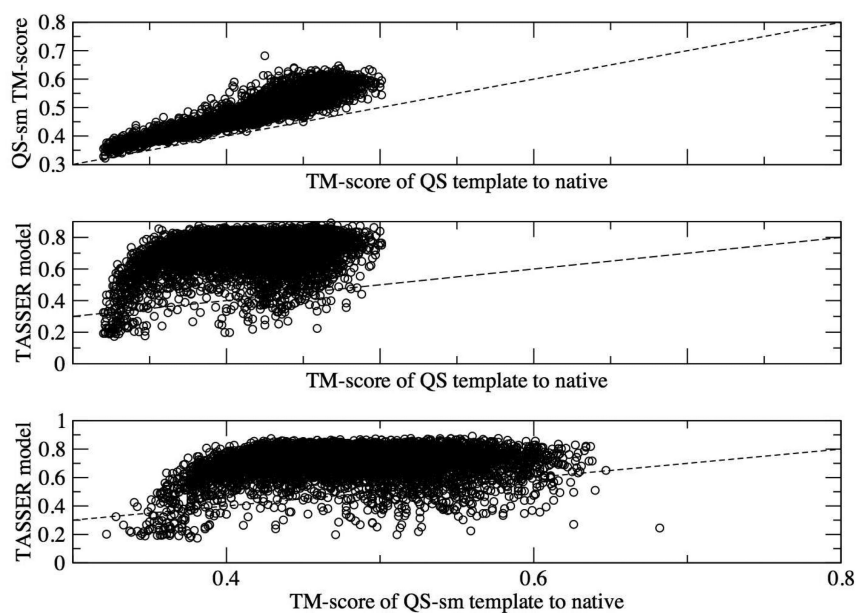 0.8
0.7
0.6
0.5
0.4
0.3
QS-sm TM-score
TM-score of QS template to native
0.8
0.6
0.4
0.2
0
TASSER model
TM-score of QS template to native
1
0.8
0.6
0.4
0.2
0
TASSER model
0.4 0.6 0.8
TM-score of QS-sm template to native